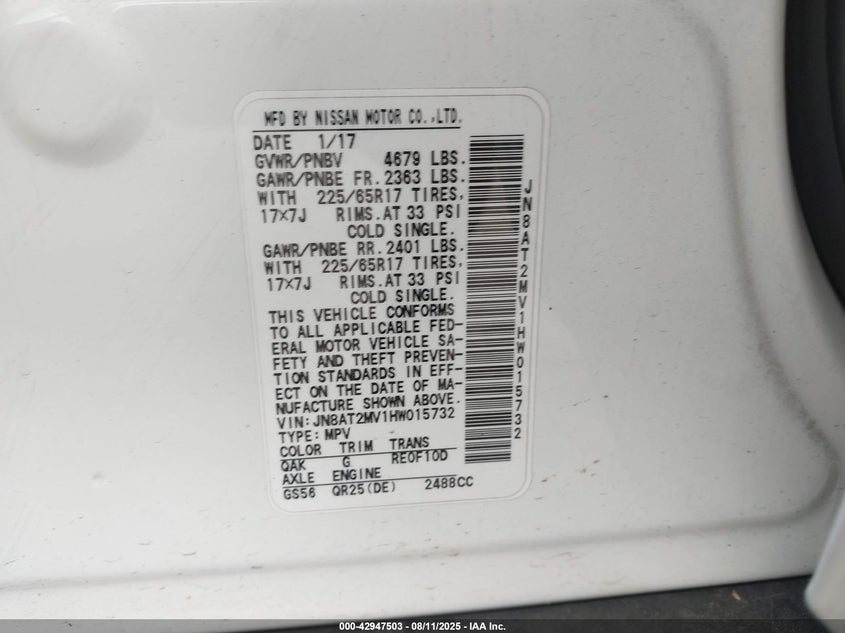 MFD BY NISSAN MOTOR CO.,LTD.
DATE 1/17
GVWR/PNBV 4679 LBS.
GAWR/PNBE FR. 2363 LBS.
WITH 225/65R17 TIRES,
17×7J RIMS.AT 33 PSI
COLD SINGLE.
GAWR/PNBE RR. 2401 LBS.
WITH 225/65R17 TIRES,
17×7J RIMS.AT 33 PSI
COLD SINGLE.
THIS VEHICLE CONFORMS
TO ALL APPLICABLE FED-
ERAL MOTOR VEHICLE SA-
FETY AND THEFT PREVEN-
TION STANDARDS IN EFF-
ECT ON THE DATE OF MA-
NUFACTURE SHOWN ABOVE.
VIN: JN8AT2MV1HW015732
TYPE: MPV
COLOR TRIM TRANS
QAK G RE0F10D
AXLE ENGINE
GS56 QR25(DE) 2488CC
JN8AT2MV1HW015732
000-42947503 - 08/11/2025 - IAA Inc.